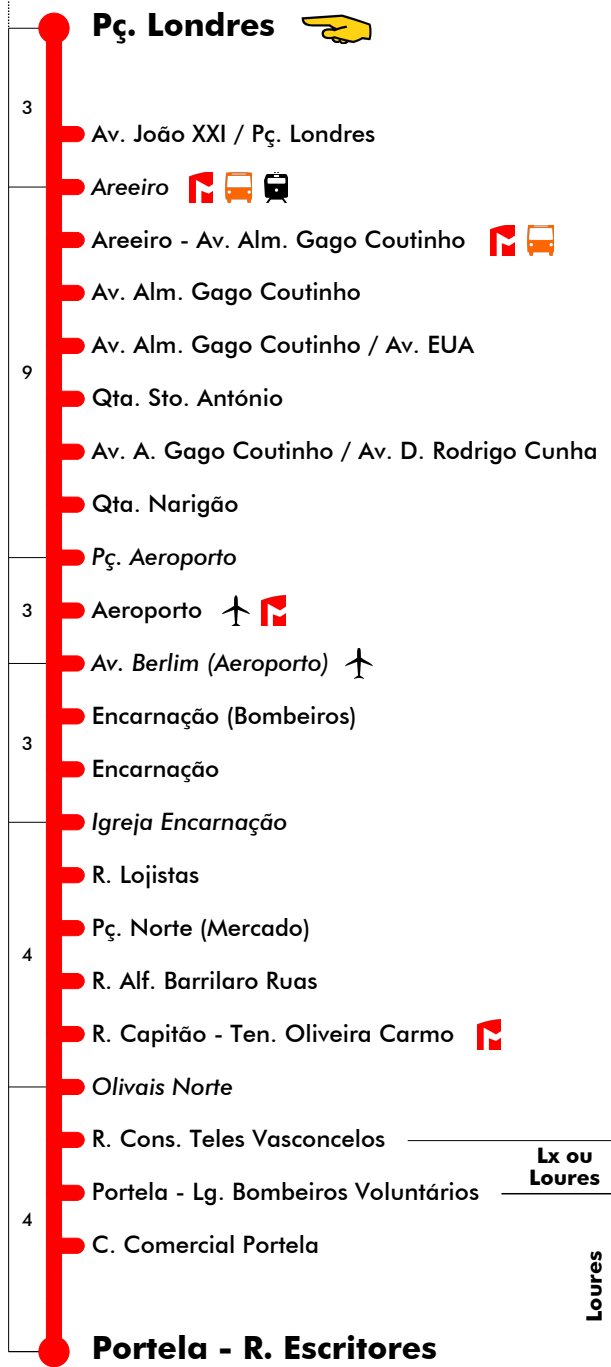 Pç. Londres
3
Av. João XXI / Pç. Londres
Areeiro
Areeiro - Av. Alm. Gago Coutinho
Av. Alm. Gago Coutinho
Av. Alm. Gago Coutinho / Av. EUA
9
Qta. Sto. António
Av. A. Gago Coutinho / Av. D. Rodrigo Cunha
Qta. Narigão
Pç. Aeroporto
3
Aeroporto
Av. Berlim (Aeroporto)
Encarnação (Bombeiros)
3
Encarnação
Igreja Encarnação
R. Lojistas
Pç. Norte (Mercado)
4
R. Alf. Barrilaro Ruas
R. Capitão - Ten. Oliveira Carmo
Olivais Norte
R. Cons. Teles Vasconcelos
Lx ou
Loures
Portela - Lg. Bombeiros Voluntários
4
C. Comercial Portela
Loures
Portela - R. Escritores